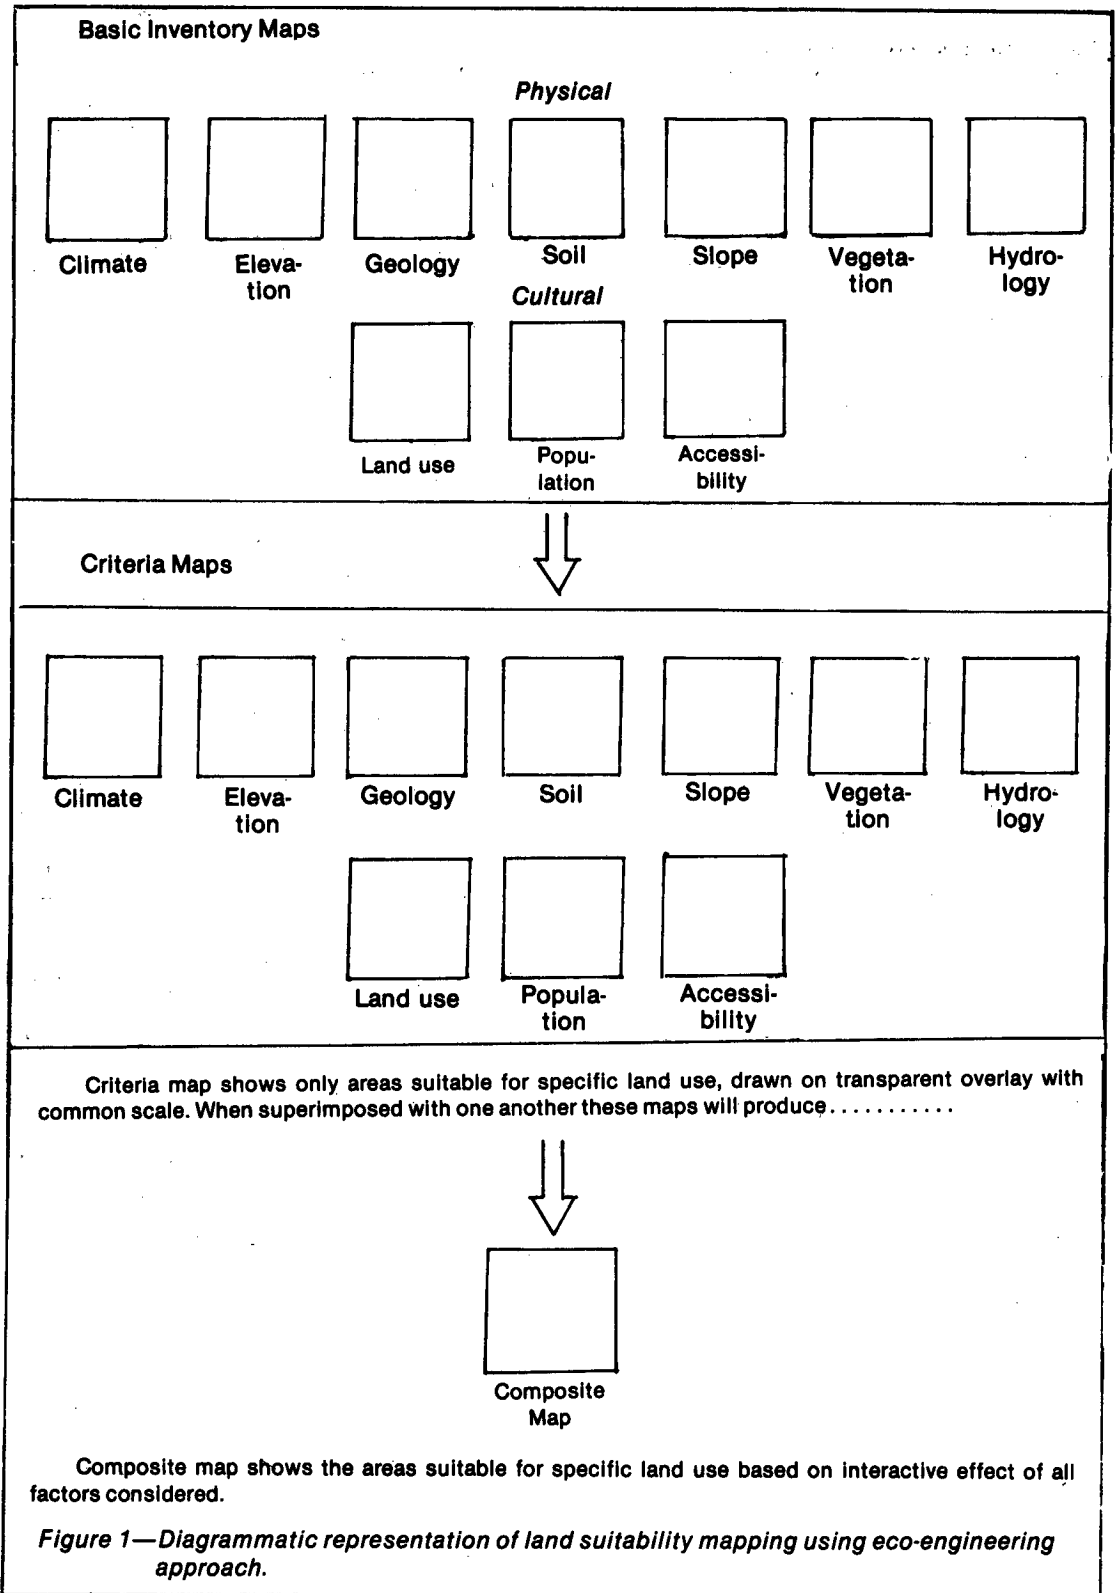 Basic Inventory Maps
Physical
Climate
Eleva-
tion
Geology
Soil
Slope
Vegeta-
tion
Hydro-
logy
Cultural
Land use
Popu-
lation
Accessi-
bility
Criteria Maps
Climate
Eleva-
tion
Geology
Soil
Slope
Vegeta-
tion
Hydro-
logy
Land use
Popula-
tion
Accessi-
bility
Criteria map shows only areas suitable for specific land use, drawn on transparent overlay with
common scale. When superimposed with one another these maps will produce...........
Composite
Map
Composite map shows the areas suitable for specific land use based on interactive effect of all
factors considered.
Figure 1—Diagrammatic representation of land suitability mapping using eco-engineering
approach.